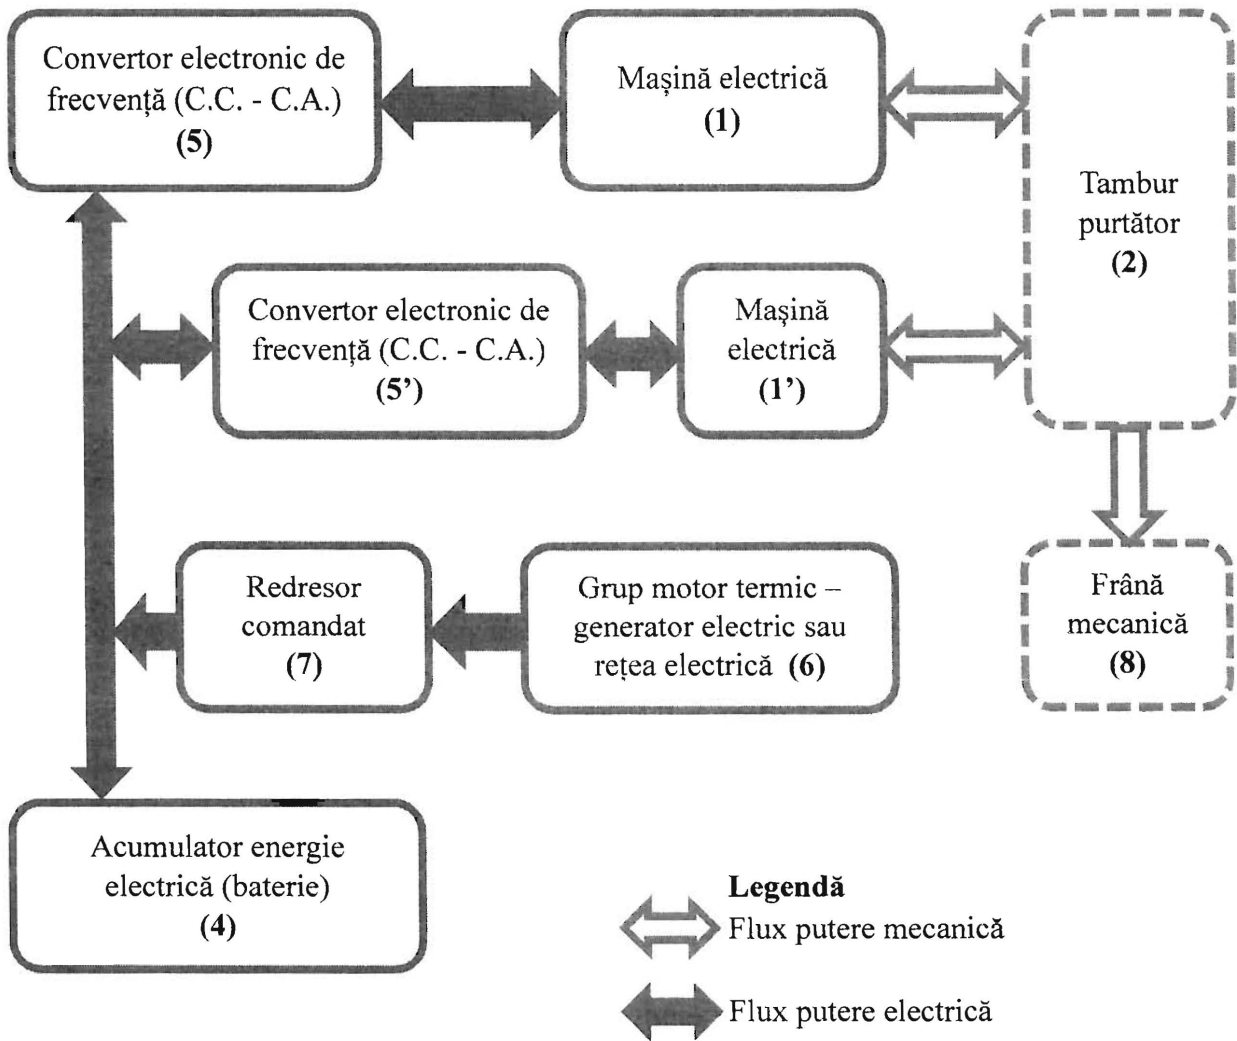 Convertor electronic de
frecvență (C.C. - C.A.)
(5)
Mașină electrică
(1)
Tambur
purtător
(2)
Convertor electronic de
frecvență (C.C. - C.A.)
(5’)
Mașină
electrică
(1’)
Redresor
comandat
(7)
Grup motor termic –
generator electric sau
rețea electrică (6)
Frână
mecanică
(8)
Acumulator energie
electrică (baterie)
(4)
Legendă
Flux putere mecanică
Flux putere electrică